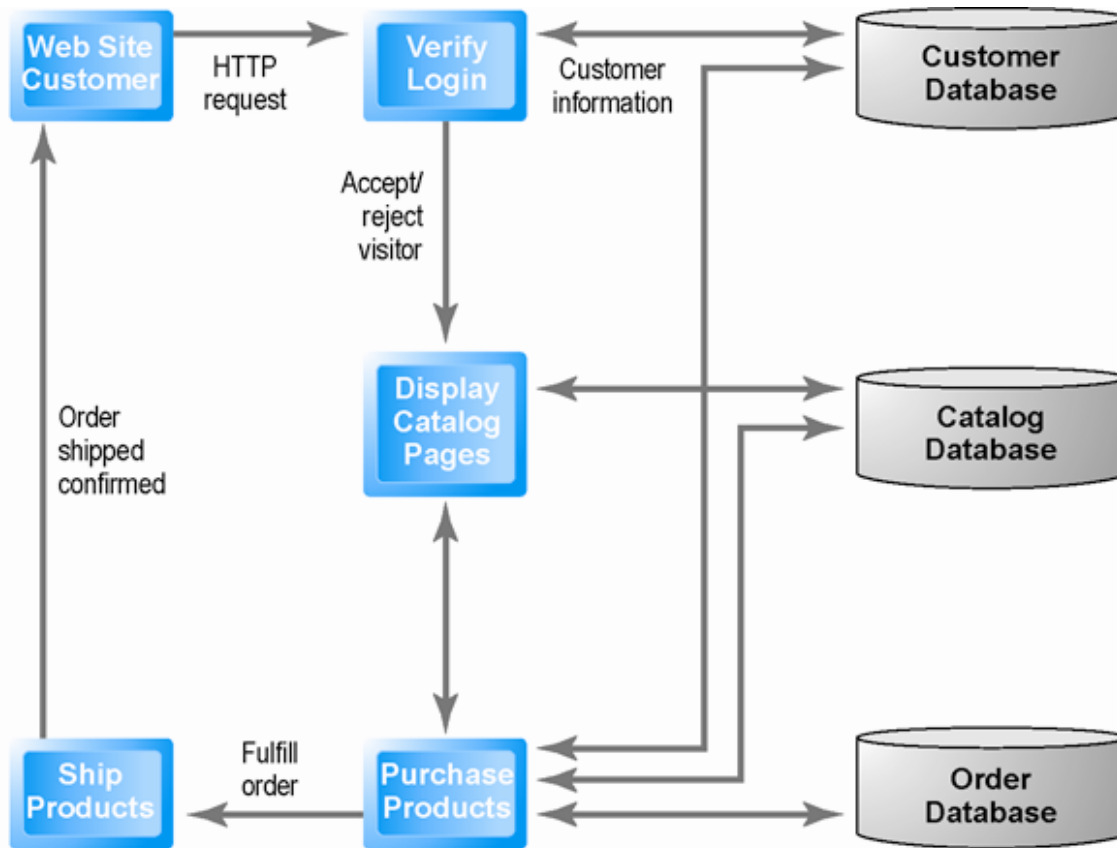 Web Site
Customer
HTTP
request
Verify
Login
Customer
information
Customer
Database
Accept/
reject
visitor
Display
Catalog
Pages
Catalog
Database
Order
shipped
confirmed
Ship
Products
Fulfill
order
Purchase
Products
Order
Database